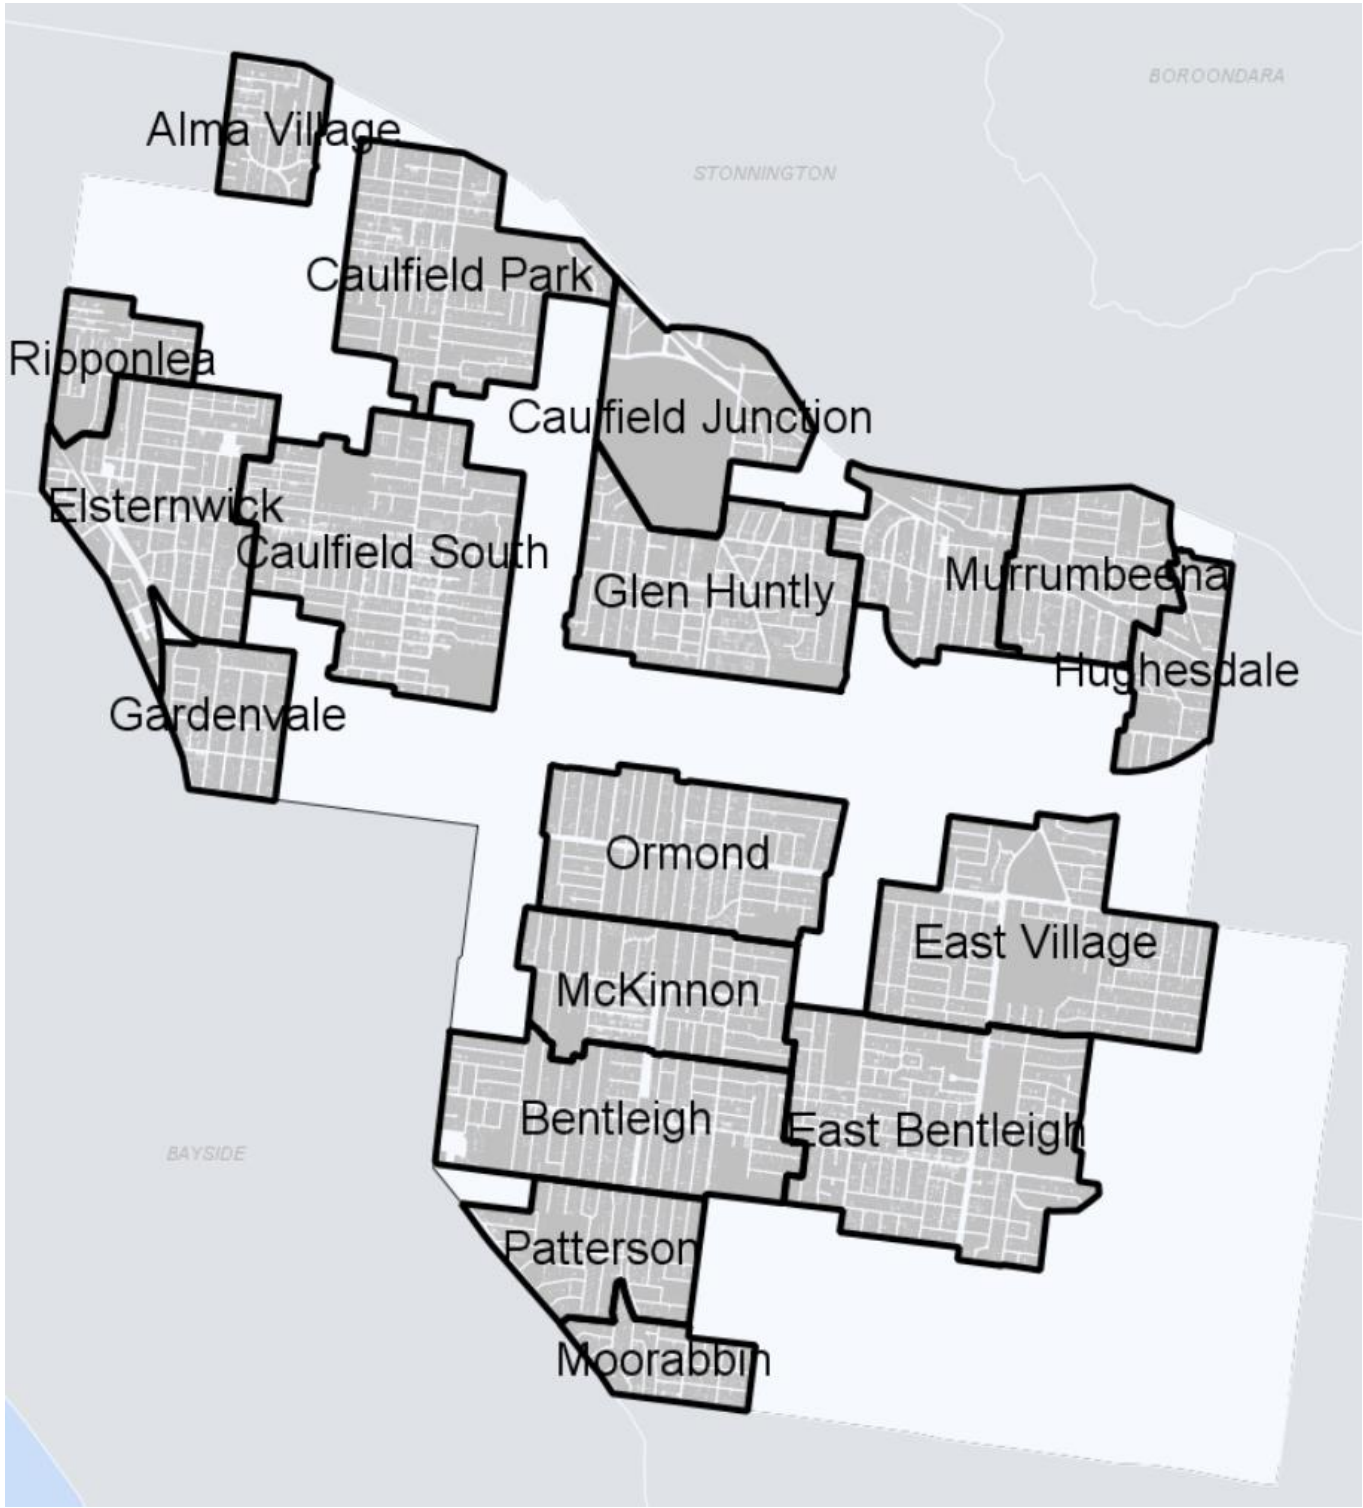 BOROONDARA
Alma Village
STONNINGTON
Caulfield Park
Ripponlea
Caulfield Junction
Elsternwick
Caulfield South
Murrumbeena
Glen Huntly
Hughesdale
Gardenvale
Ormond
East Village
McKinnon
Bentleigh
East Bentleigh
BAYSIDE
Patterson
Moorabbin